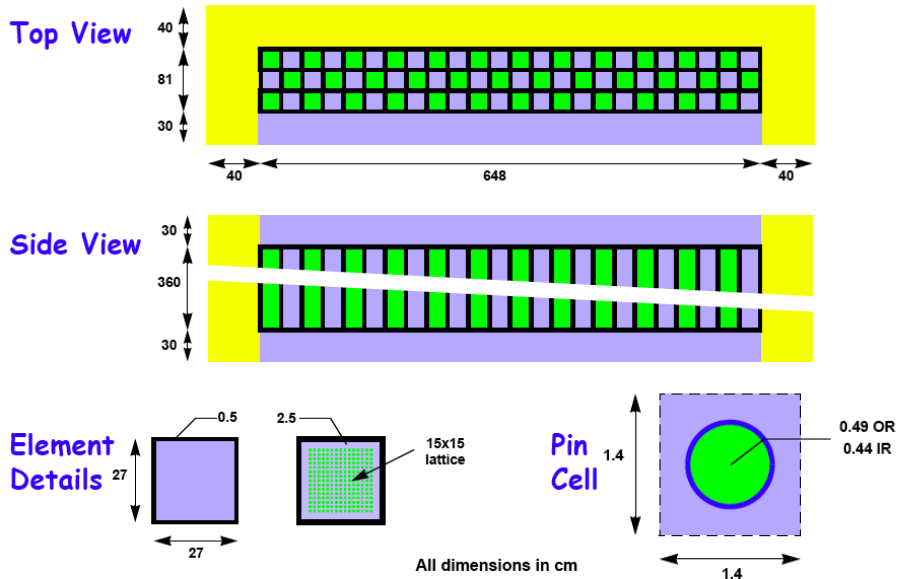 Top View
40
81
30
40
648
40
Side View
30
360
30
Element
Details
0.5
27
27
2.5
15x15
lattice
Pin
Cell
1.4
1.4
0.49 OR
0.44 IR
All dimensions in cm